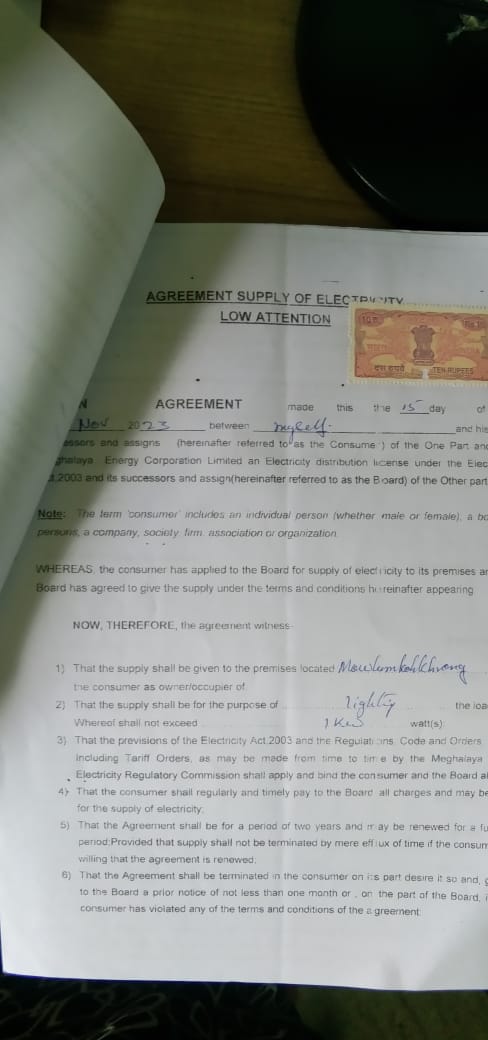 AGREEMENT SUPPLY OF ELECTRICITY
LOW ATTENTION
10 रु Rs.10
भारत INDIA
दस रुपये TEN RUPEES
N AGREEMENT made this the 15 day of
Nov 2023 between myself and his
essors and assigns (hereinafter referred to as the Consumer) of the One Part and
ghalaya Energy Corporation Limited an Electricity distribution license under the Elec
t,2003 and its successors and assign(hereinafter referred to as the Board) of the Other part
Note: The term 'consumer' includes an individual person (whether male or female), a bo
persons, a company, society firm, association or organization.
WHEREAS, the consumer has applied to the Board for supply of electricity to its premises an
Board has agreed to give the supply under the terms and conditions hereinafter appearing
NOW, THEREFORE, the agreement witness-
1) That the supply shall be given to the premises located
the consumer as owner/occupier of
2) That the supply shall be for the purpose of lighting the loa
Whereof shall not exceed 1 Kw watt(s):
3) That the previsions of the Electricity Act,2003 and the Regulations, Code and Orders
Including Tariff Orders, as may be made from time to time by the Meghalaya
Electricity Regulatory Commission shall apply and bind the consumer and the Board al
4) That the consumer shall regularly and timely pay to the Board all charges and may be
for the supply of electricity;
5) That the Agreement shall be for a period of two years and may be renewed for a fu
period:Provided that supply shall not be terminated by mere efflux of time if the consum
willing that the agreement is renewed;
6) That the Agreement shall be terminated in the consumer on its part desire it so and, g
to the Board a prior notice of not less than one month or , on the part of the Board, i
consumer has violated any of the terms and conditions of the agreement;